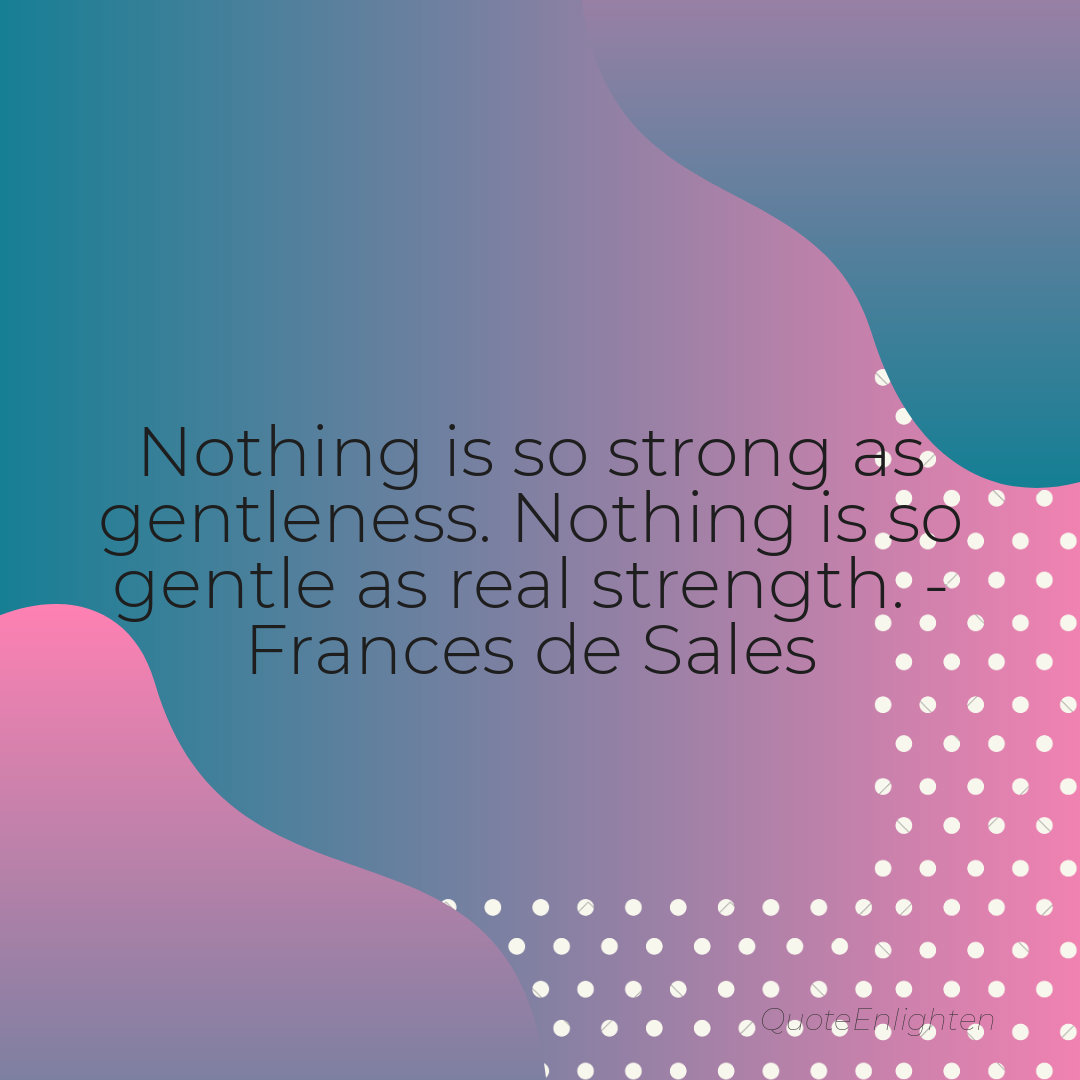 Nothing is so strong as
gentleness. Nothing is so
gentle as real strength. -
Frances de Sales
QuoteEnlighten